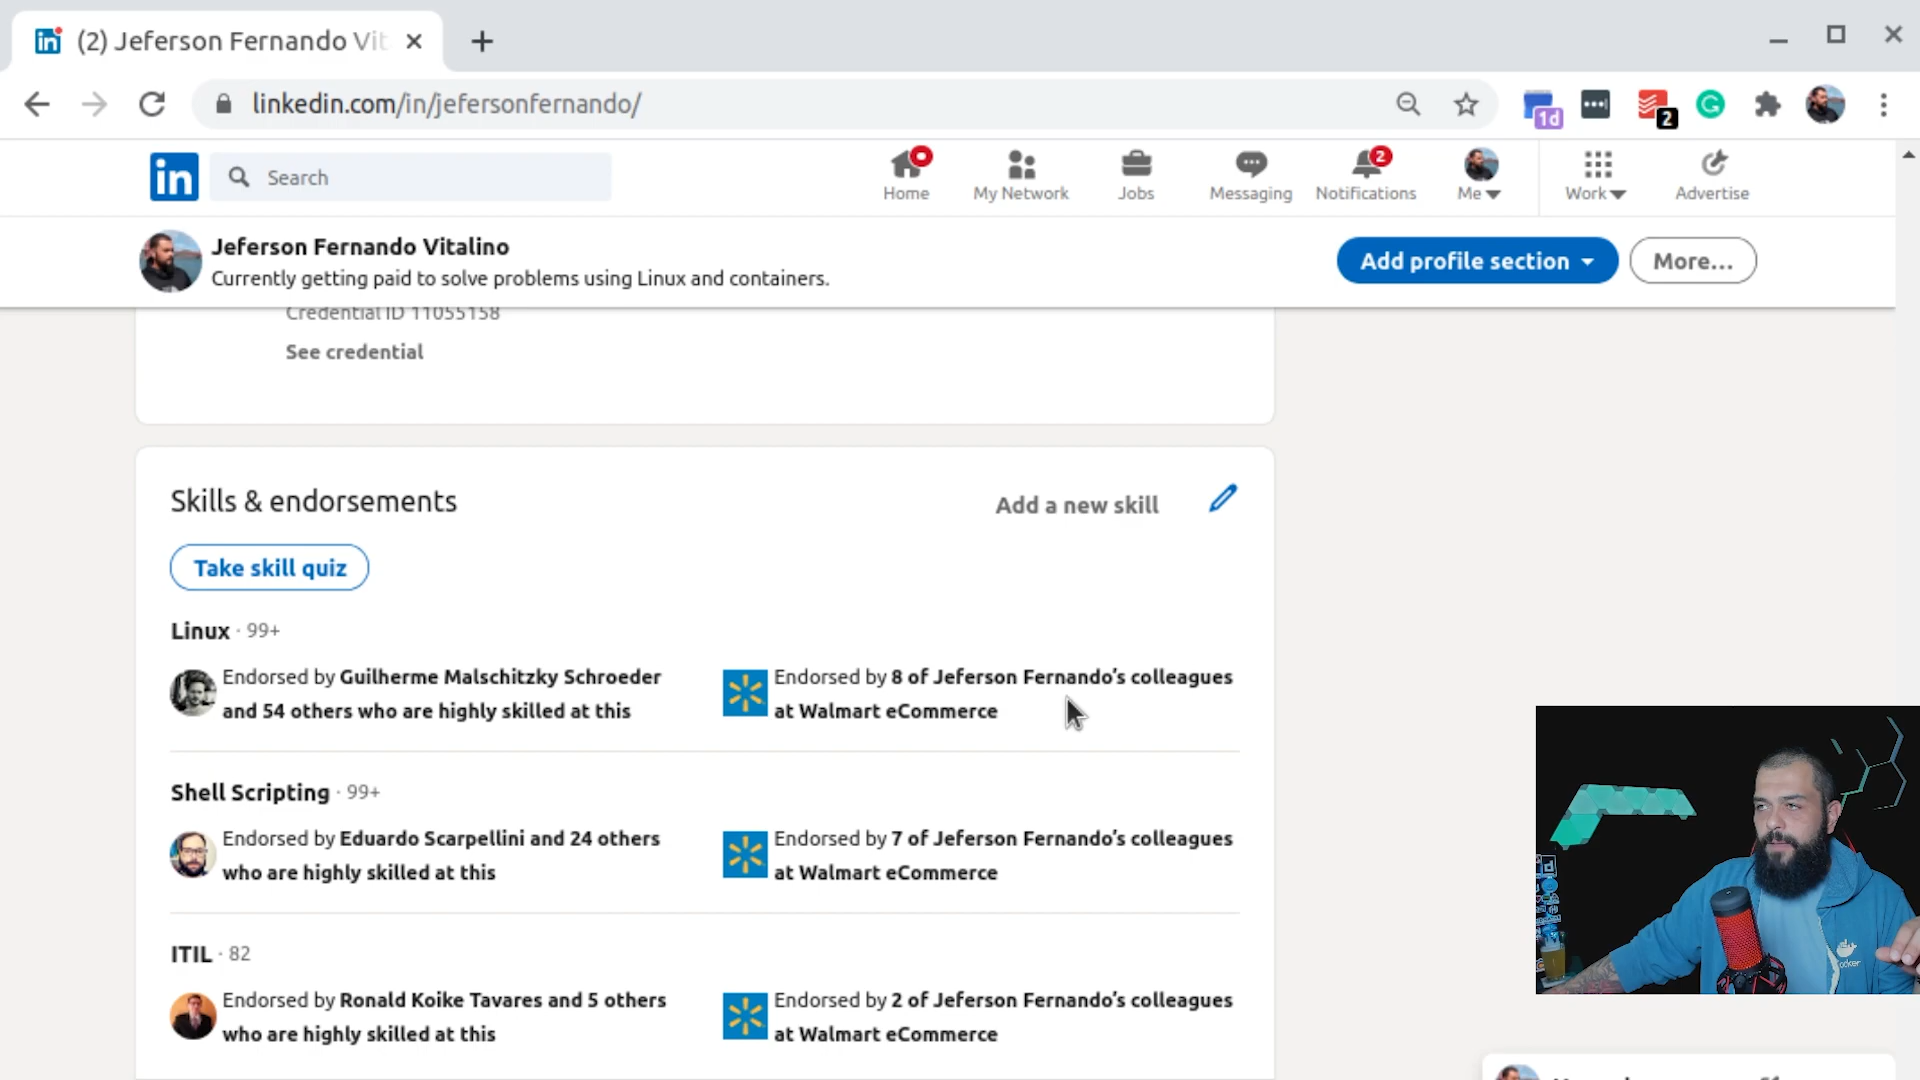 (2) Jeferson Fernando Vit
linkedin.com/in/jefersonfernando/
1d
2
in
Search
Home
My Network
Jobs
Messaging
2
Notifications
Me
Work
Advertise
Jeferson Fernando Vitalino
Currently getting paid to solve problems using Linux and containers.
Add profile section
More...
Credential ID 11055158
See credential
Skills & endorsements
Add a new skill
Take skill quiz
Linux · 99+
Endorsed by Guilherme Malschitzky Schroeder
and 54 others who are highly skilled at this
Endorsed by 8 of Jeferson Fernando's colleagues
at Walmart eCommerce
Shell Scripting · 99+
Endorsed by Eduardo Scarpellini and 24 others
who are highly skilled at this
Endorsed by 7 of Jeferson Fernando's colleagues
at Walmart eCommerce
ITIL · 82
Endorsed by Ronald Koike Tavares and 5 others
who are highly skilled at this
Endorsed by 2 of Jeferson Fernando's colleagues
at Walmart eCommerce